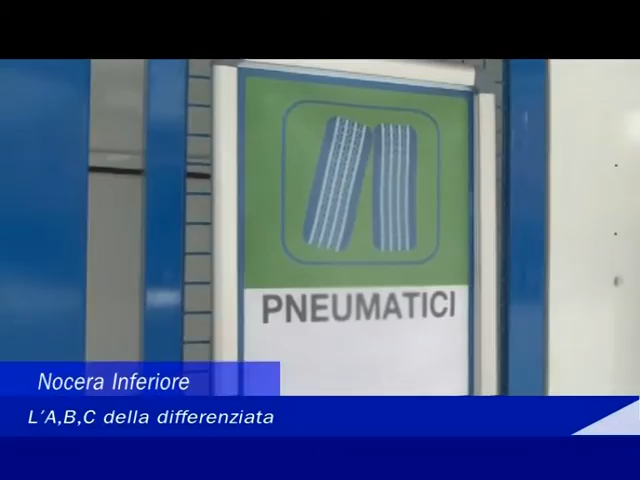 PNEUMATICI
Nocera Inferiore
L'A,B,C della differenziata